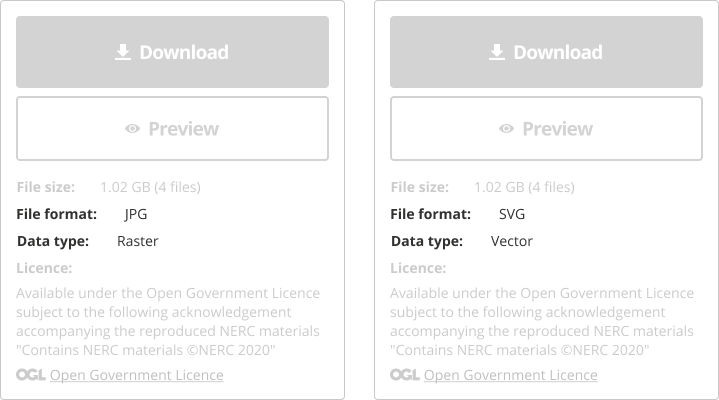 Download
Preview
File size: 1.02 GB (4 files)
File format: JPG
Data type: Raster
Licence:
Available under the Open Government Licence
subject to the following acknowledgement
accompanying the reproduced NERC materials
"Contains NERC materials ©NERC 2020"
OGL Open Government Licence
Download
Preview
File size: 1.02 GB (4 files)
File format: SVG
Data type: Vector
Licence:
Available under the Open Government Licence
subject to the following acknowledgement
accompanying the reproduced NERC materials
"Contains NERC materials ©NERC 2020"
OGL Open Government Licence